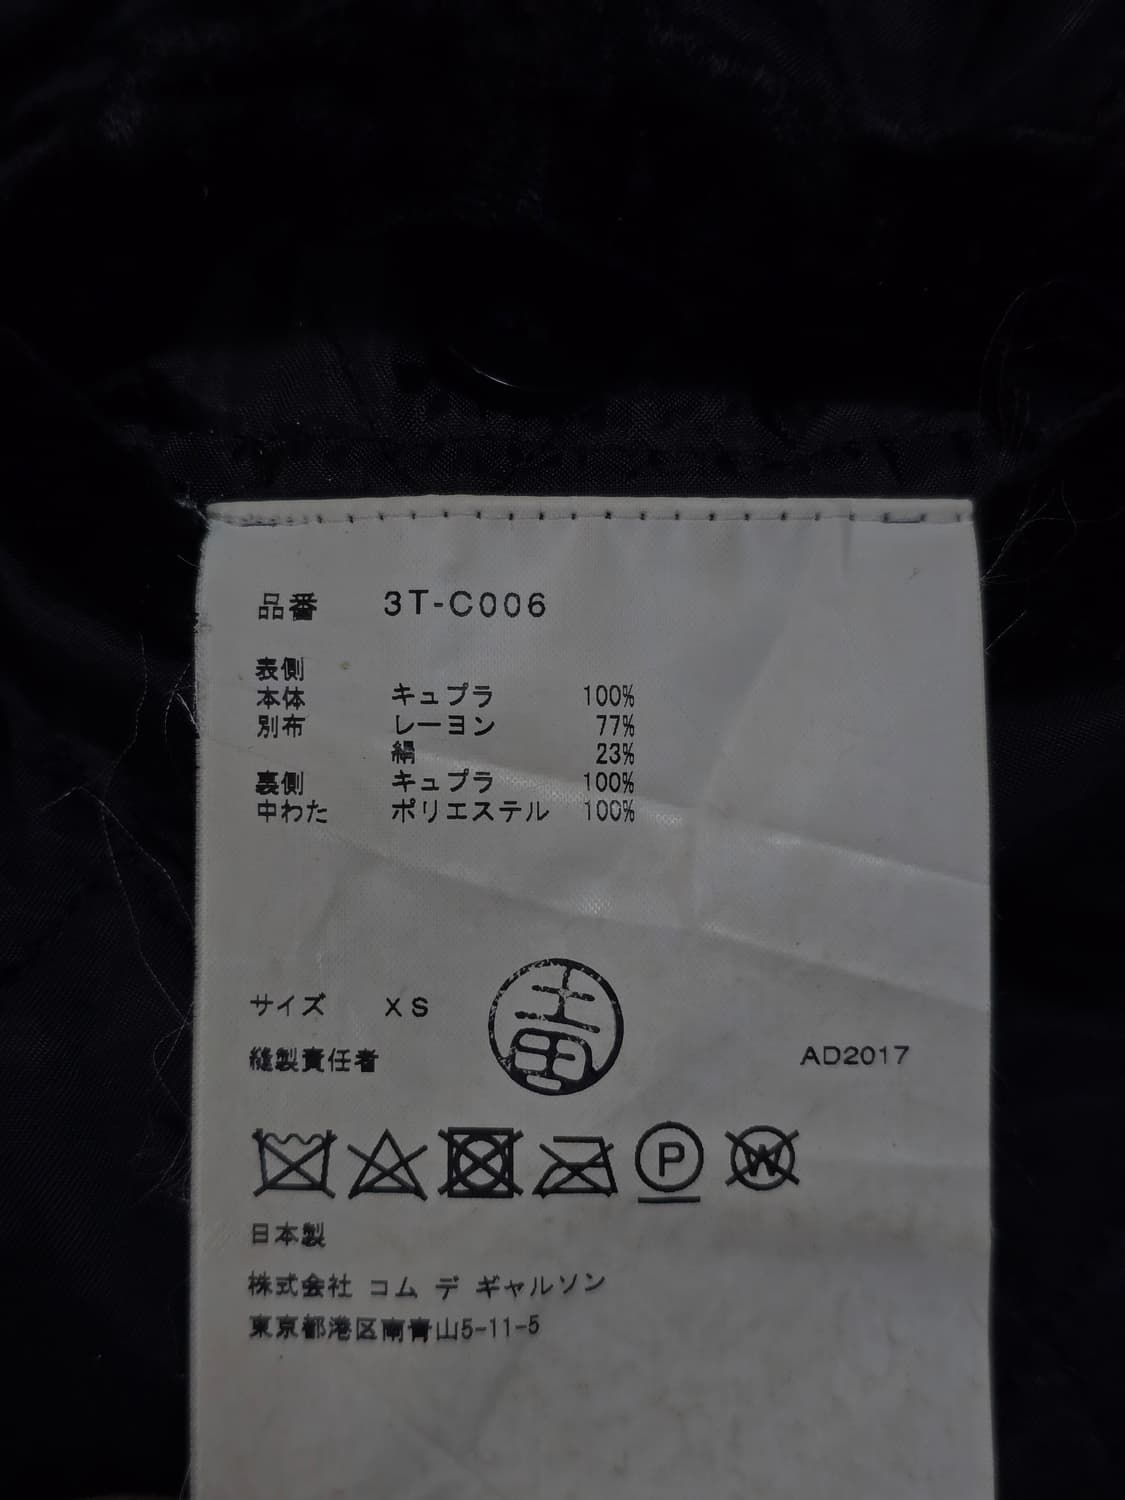 品番 3T-C006
表側
本体 キュプラ 100%
別布 レーヨン 77%
絹 23%
裏側 キュプラ 100%
中わた ポリエステル 100%
サイズ XS
縫製責任者
AD2017
P
W
日本製
株式会社 コム デ ギャルソン
東京都港区南青山5-11-5